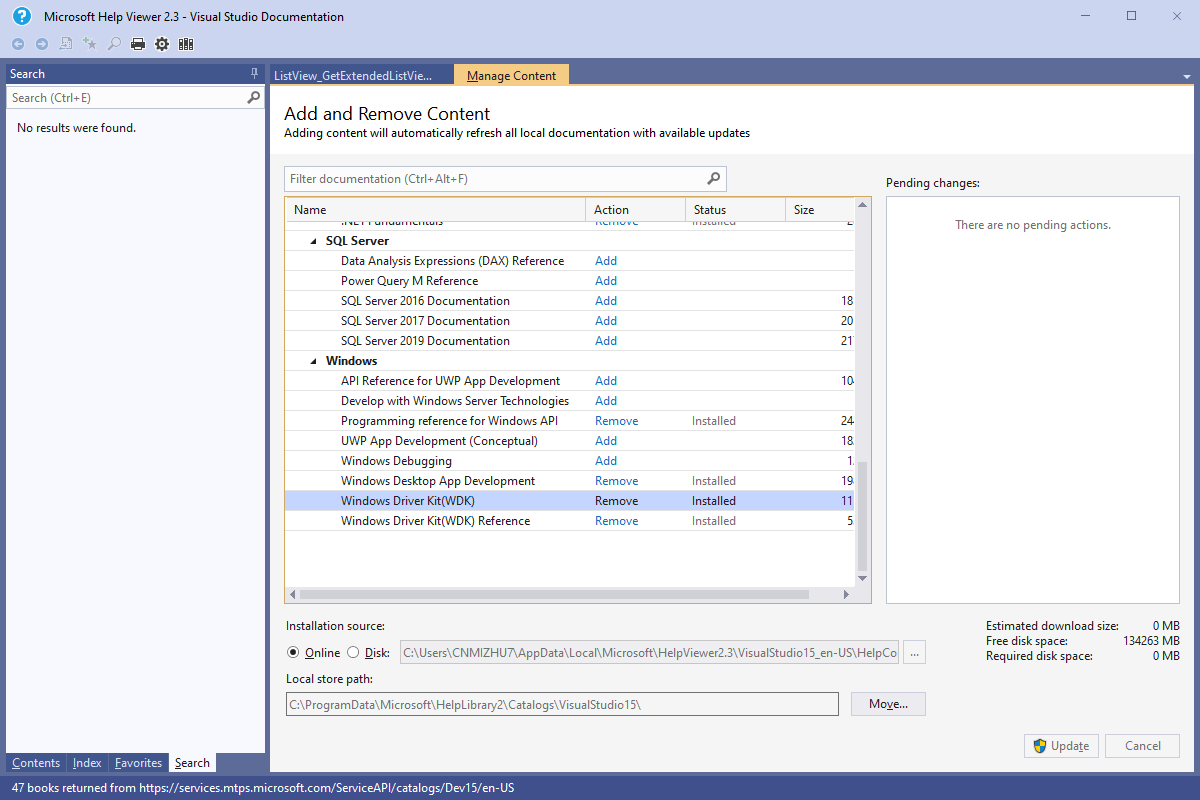 Microsoft Help Viewer 2.3 - Visual Studio Documentation
Search
Search (Ctrl+E)
No results were found.
ListView_GetExtendedListVie...
Manage Content
Add and Remove Content
Adding content will automatically refresh all local documentation with available updates
Filter documentation (Ctrl+Alt+F)
Name Action Status Size
.NET Fundamentals Remove Installed
SQL Server
Data Analysis Expressions (DAX) Reference Add
Power Query M Reference Add
SQL Server 2016 Documentation Add 18
SQL Server 2017 Documentation Add 20
SQL Server 2019 Documentation Add 21
Windows
API Reference for UWP App Development Add 10
Develop with Windows Server Technologies Add
Programming reference for Windows API Remove Installed 24
UWP App Development (Conceptual) Add 18
Windows Debugging Add 1.
Windows Desktop App Development Remove Installed 19
Windows Driver Kit(WDK) Remove Installed 11
Windows Driver Kit(WDK) Reference Remove Installed 5
Pending changes:
There are no pending actions.
Installation source:
Online Disk: C:\Users\CNMIZHU7\AppData\Local\Microsoft\HelpViewer2.3\VisualStudio15_en-US\HelpCo ...
Local store path:
C:\ProgramData\Microsoft\HelpLibrary2\Catalogs\VisualStudio15\ Move...
Estimated download size: 0 MB
Free disk space: 134263 MB
Required disk space: 0 MB
Update Cancel
Contents Index Favorites Search
47 books returned from https://services.mtps.microsoft.com/ServiceAPI/catalogs/Dev15/en-US